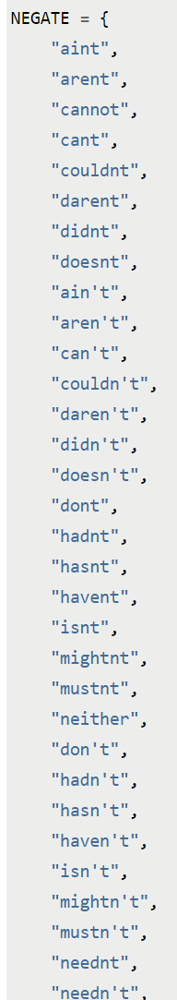 NEGATE = {
"aint",
"arent",
"cannot",
"cant",
"couldnt",
"darent",
"didnt",
"doesnt",
"ain't",
"aren't",
"can't",
"couldn't",
"daren't",
"didn't",
"doesn't",
"dont",
"hadnt",
"hasnt",
"havent",
"isnt",
"mightnt",
"mustnt",
"neither",
"don't",
"hadn't",
"hasn't",
"haven't",
"isn't",
"mightn't",
"mustn't",
"neednt",
"needn't",